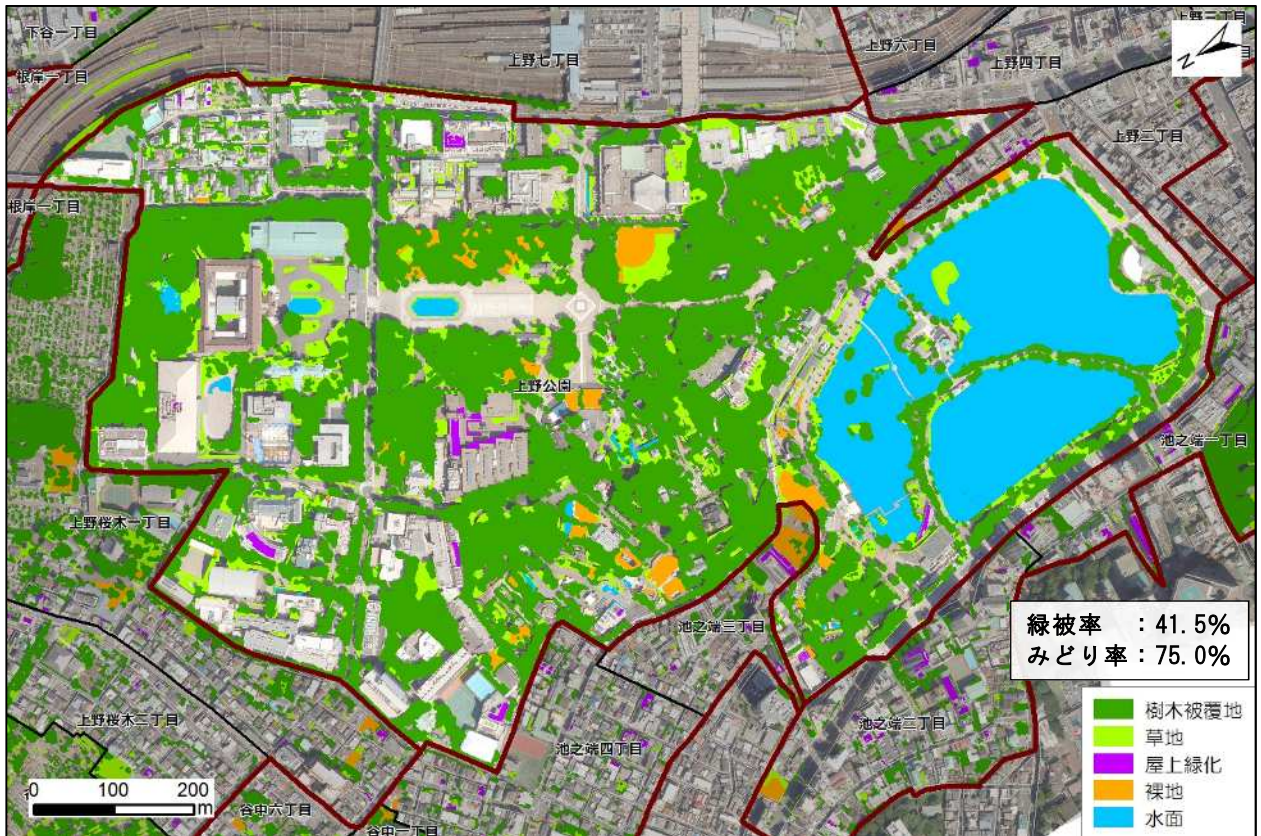 下谷一丁目
上野三丁目
上野六丁目
N
根岸一丁目
上野七丁目
上野四丁目
上野二丁目
根岸一丁目
上野公園
池之端一丁目
上野桜木一丁目
池之端三丁目
緑被率 : 41.5%
みどり率 : 75.0%
上野桜木二丁目
池之端四丁目
池之端二丁目
樹木被覆地
草地
屋上緑化
裸地
水面
0 100 200
m
谷中六丁目
谷中一丁目